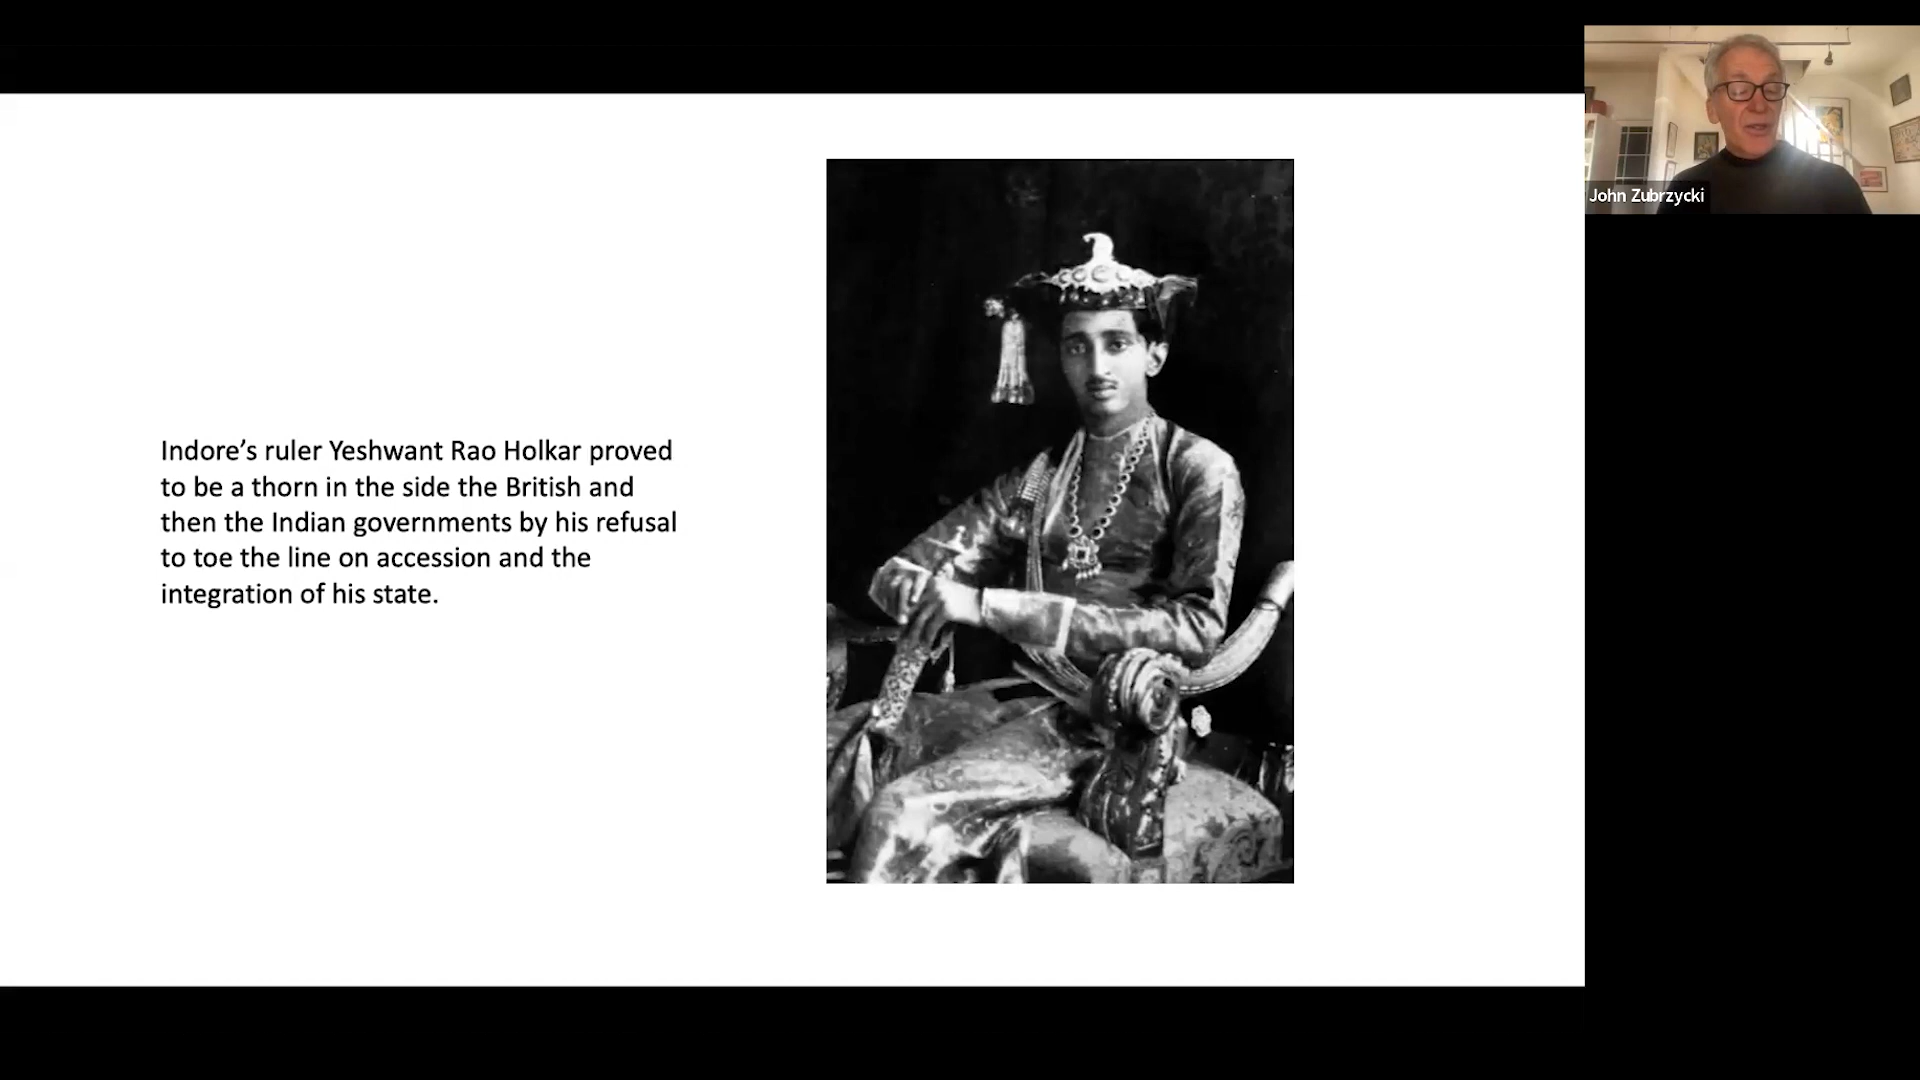 Indore’s ruler Yeshwant Rao Holkar proved
to be a thorn in the side the British and
then the Indian governments by his refusal
to toe the line on accession and the
integration of his state.
John Zubrzycki